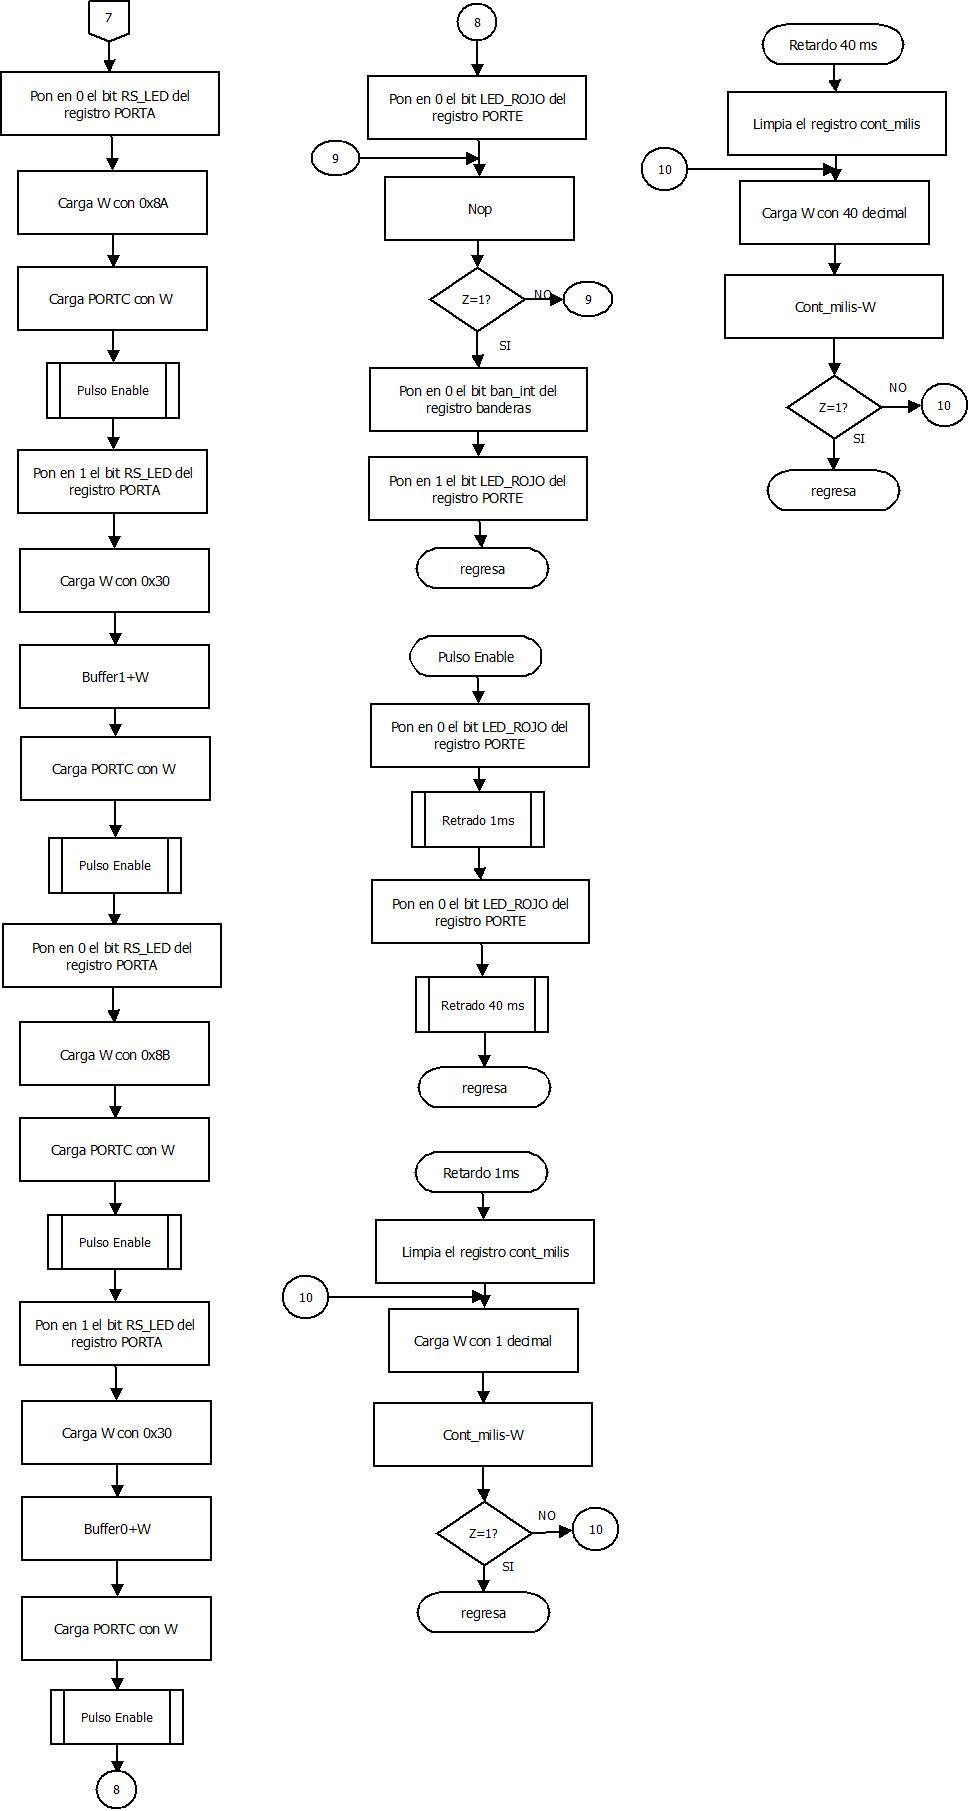 7
Pon en 0 el bit RS_LED del
registro PORTA
Carga W con 0x8A
Carga PORTC con W
Pulso Enable
Pon en 1 el bit RS_LED del
registro PORTA
Carga W con 0x30
Buffer1+W
Carga PORTC con W
Pulso Enable
Pon en 0 el bit RS_LED del
registro PORTA
Carga W con 0x8B
Carga PORTC con W
Pulso Enable
Pon en 1 el bit RS_LED del
registro PORTA
Carga W con 0x30
Buffer0+W
Carga PORTC con W
Pulso Enable
8
8
Pon en 0 el bit LED_ROJO del
registro PORTE
9
Nop
Z=1?
NO
9
SI
Pon en 0 el bit ban_int del
registro banderas
Pon en 1 el bit LED_ROJO del
registro PORTE
regresa
Pulso Enable
Pon en 0 el bit LED_ROJO del
registro PORTE
Retrado 1ms
Pon en 0 el bit LED_ROJO del
registro PORTE
Retrado 40 ms
regresa
Retardo 1ms
Limpia el registro cont_milis
10
Carga W con 1 decimal
Cont_milis-W
Z=1?
NO
10
SI
regresa
Retardo 40 ms
Limpia el registro cont_milis
10
Carga W con 40 decimal
Cont_milis-W
Z=1?
NO
10
SI
regresa